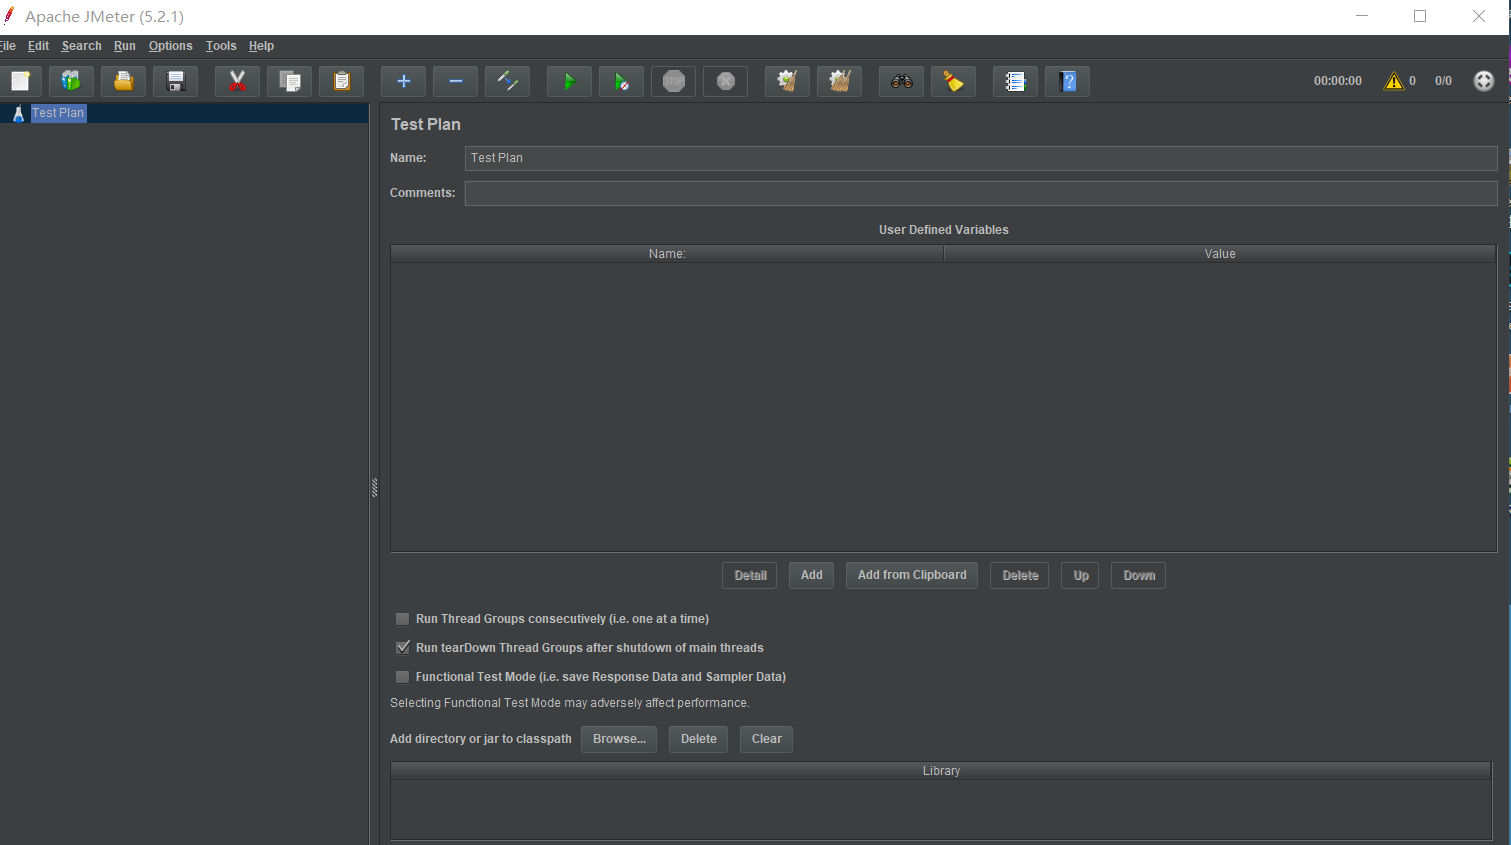 Apache JMeter (5.2.1)
File Edit Search Run Options Tools Help
STOP 00:00:00 0 0/0
Test Plan
Test Plan
Name: Test Plan
Comments:
User Defined Variables
Name: Value
Detail Add Add from Clipboard Delete Up Down
Run Thread Groups consecutively (i.e. one at a time)
Run tearDown Thread Groups after shutdown of main threads
Functional Test Mode (i.e. save Response Data and Sampler Data)
Selecting Functional Test Mode may adversely affect performance.
Add directory or jar to classpath Browse... Delete Clear
Library